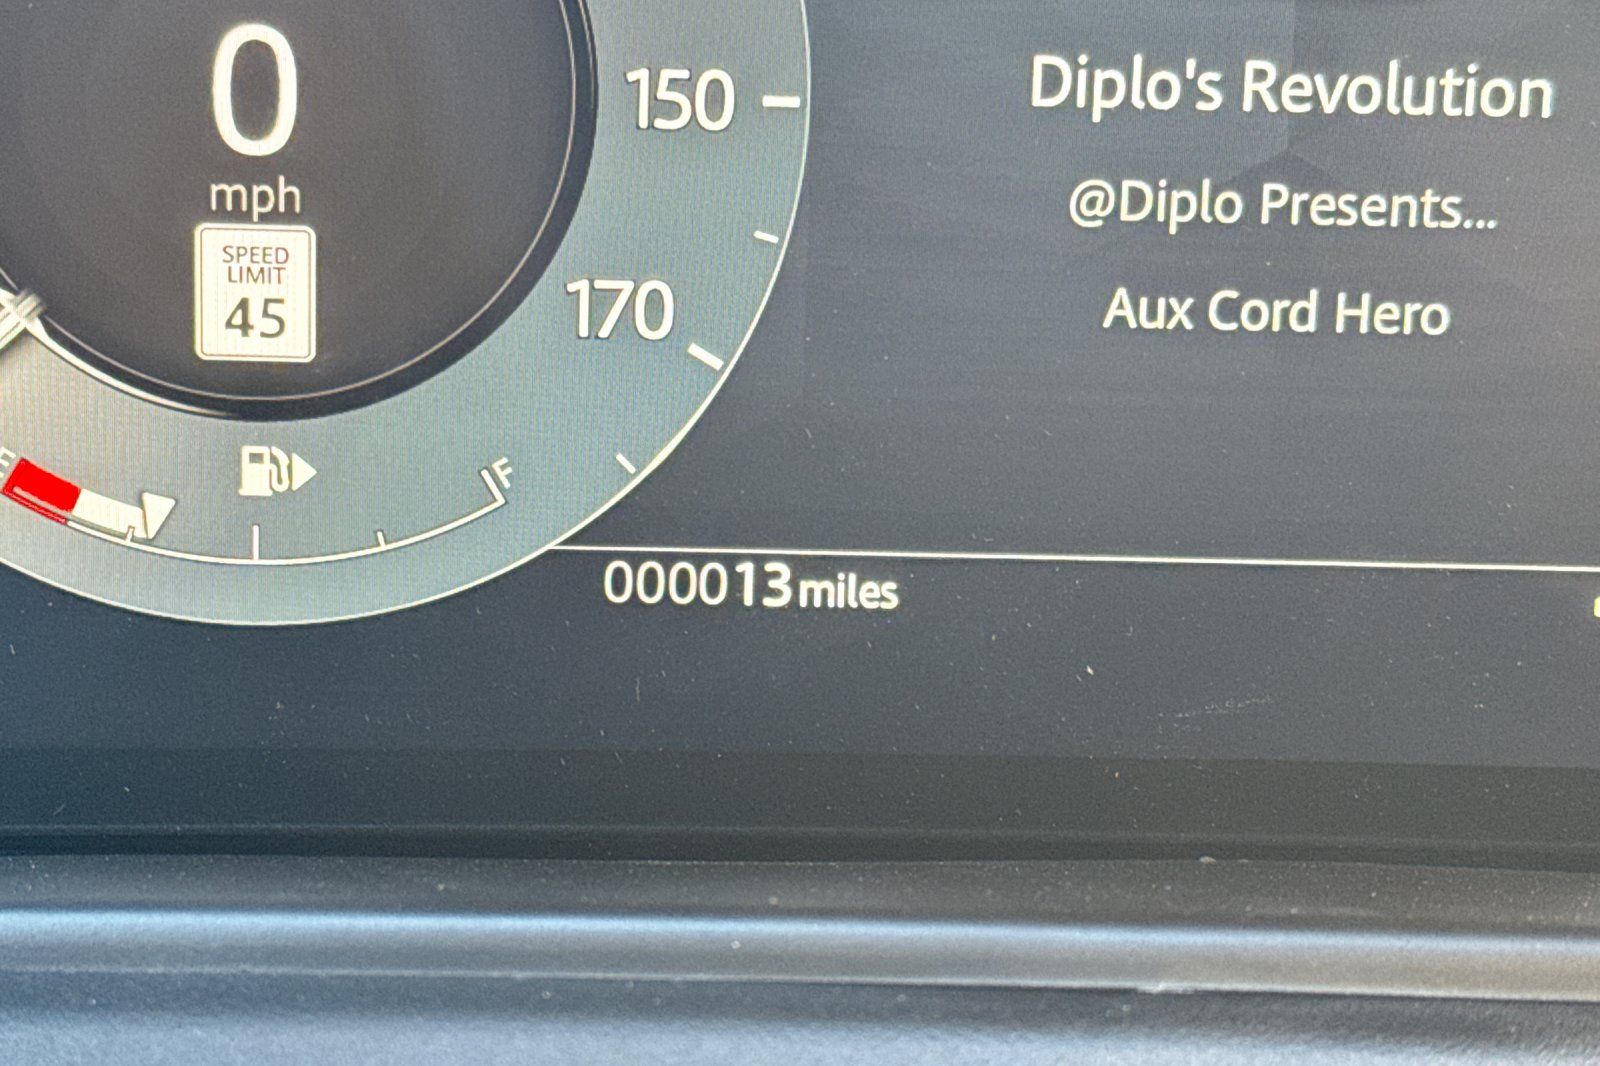 0
mph
SPEED
LIMIT
45
150
170
E
F
Diplo's Revolution
@Diplo Presents...
Aux Cord Hero
000013 miles